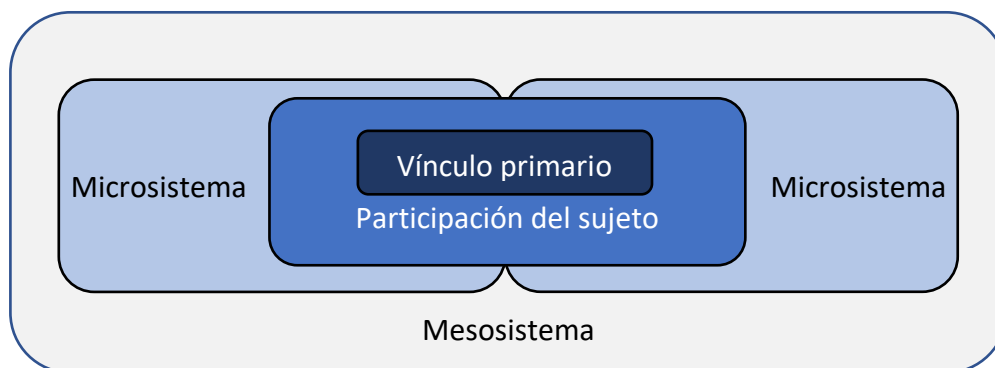 Vínculo primario
Microsistema
Microsistema
Participación del sujeto
Mesosistema